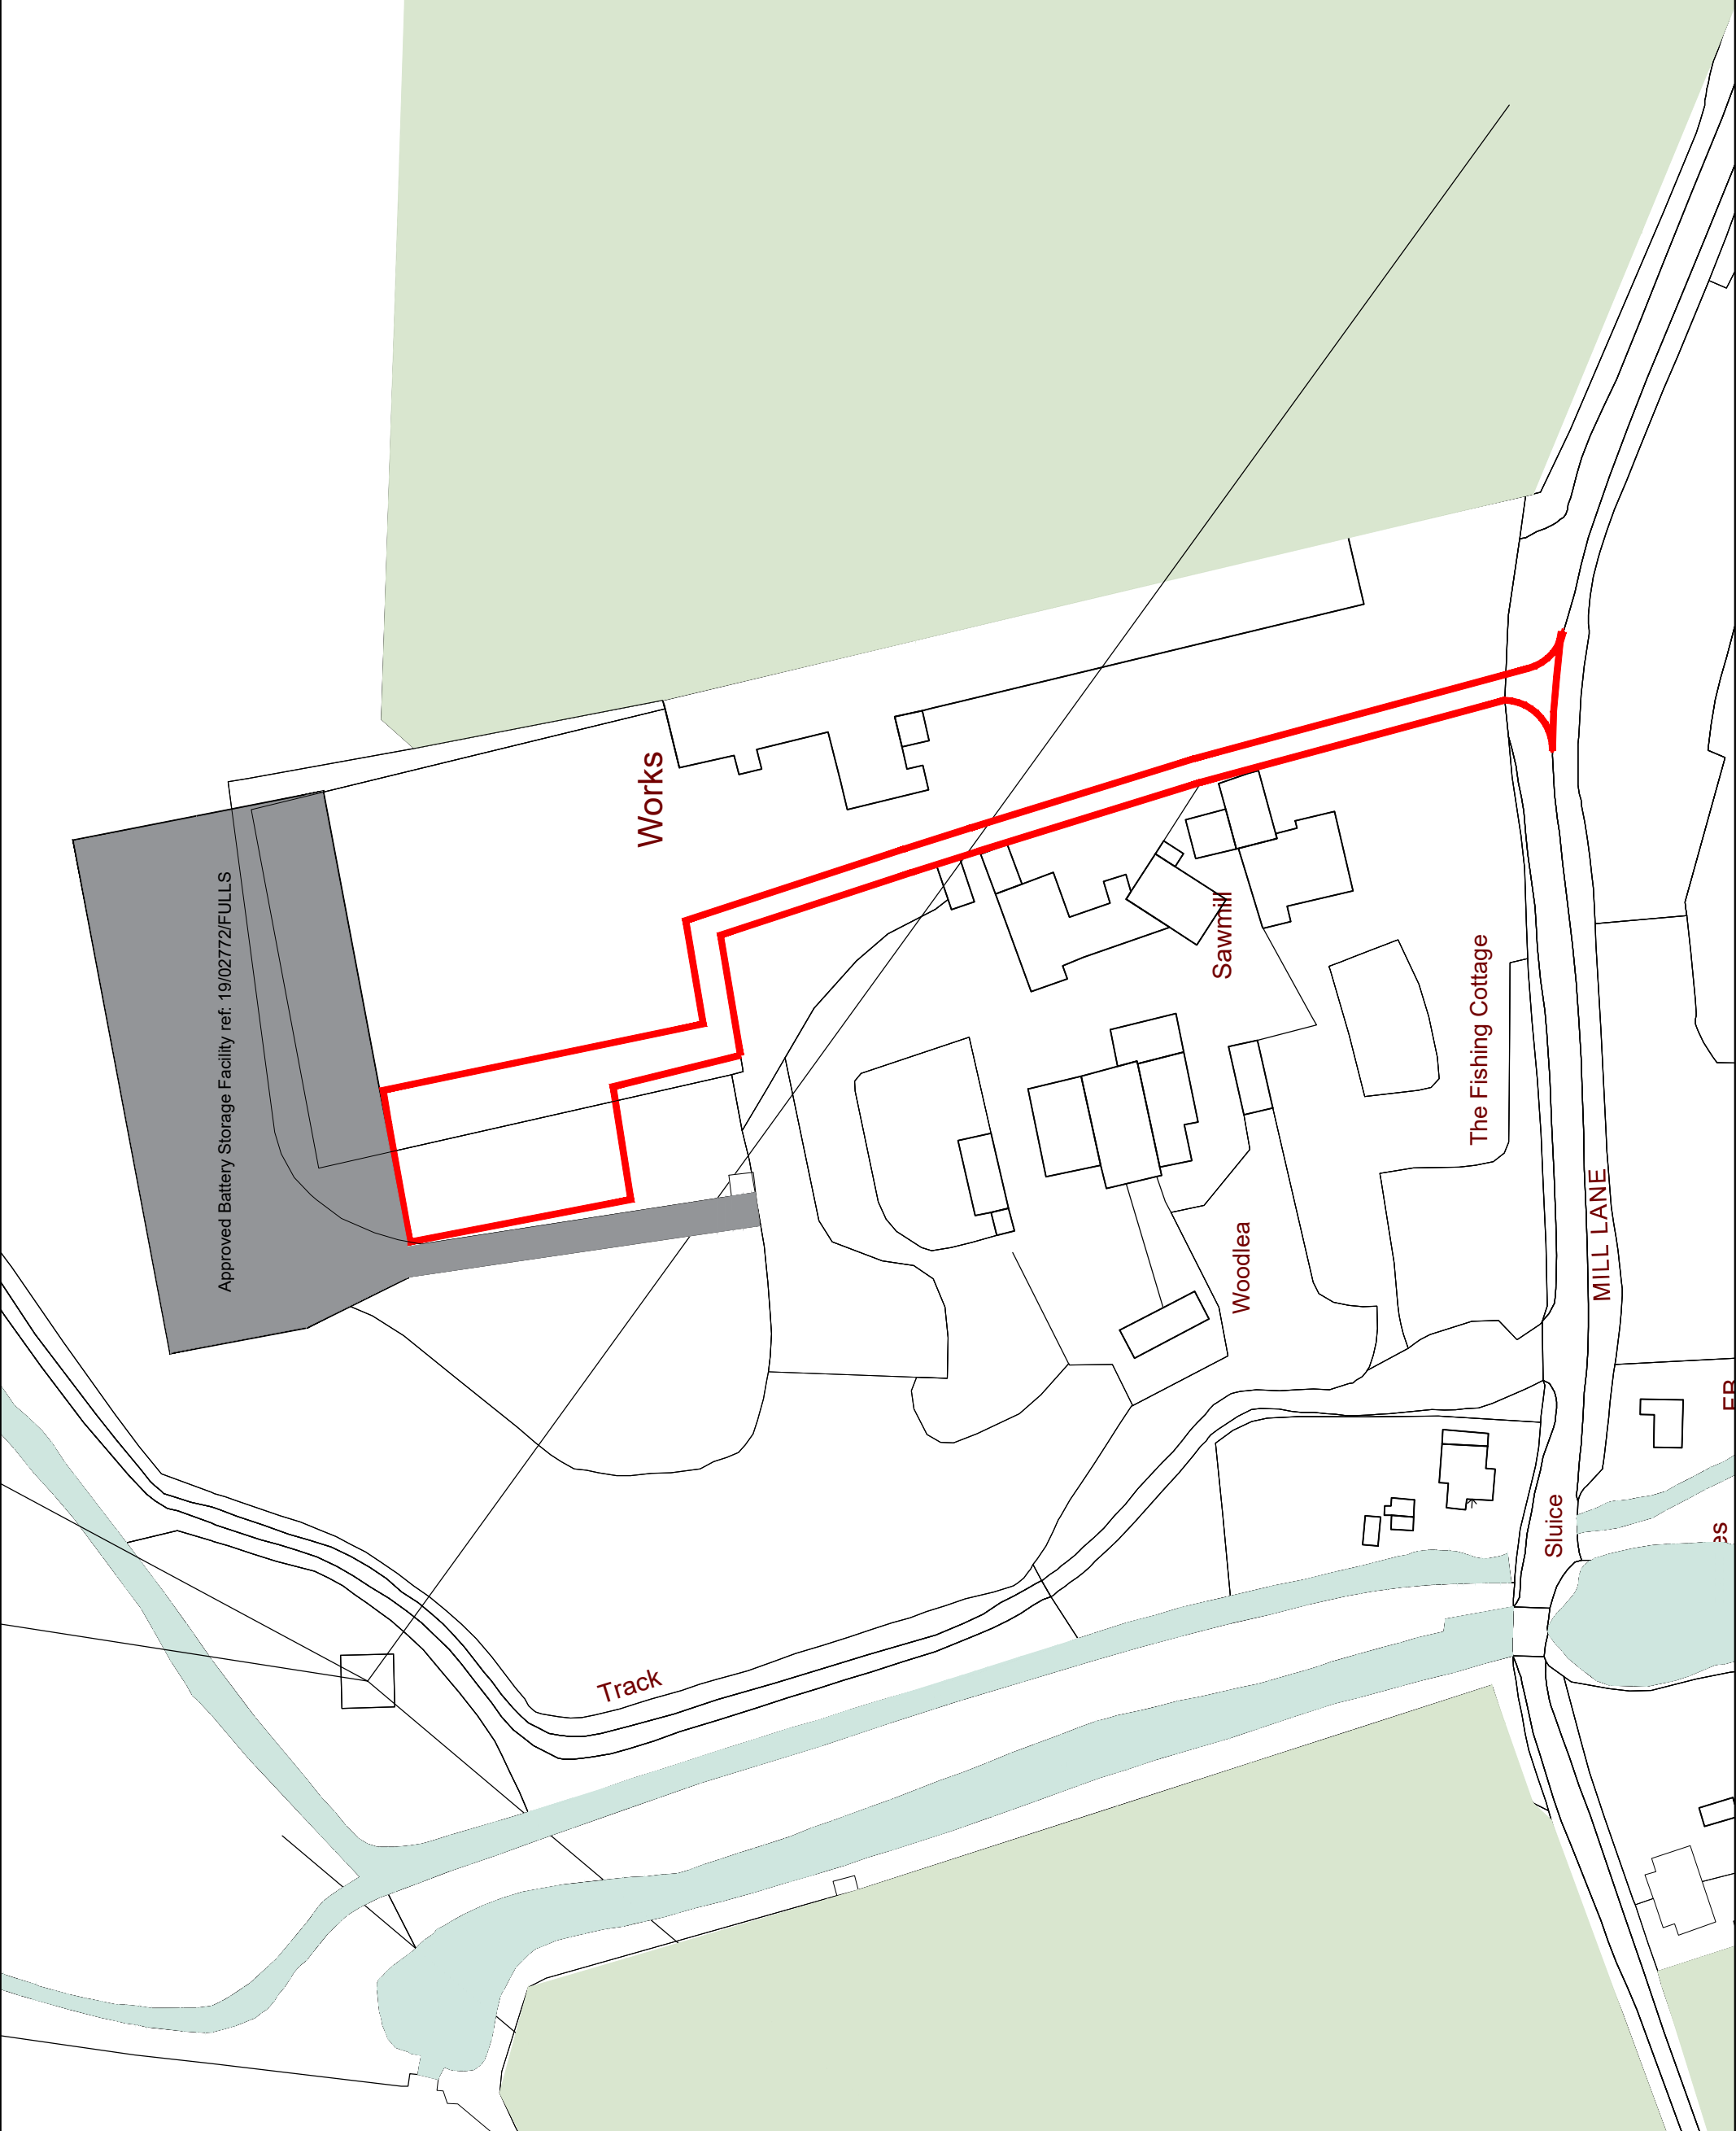 Works
Approved Battery Storage Facility ref: 19/02772/FULLS
Sawmill
The Fishing Cottage
MILL LANE
Woodlea
Sluice
Track